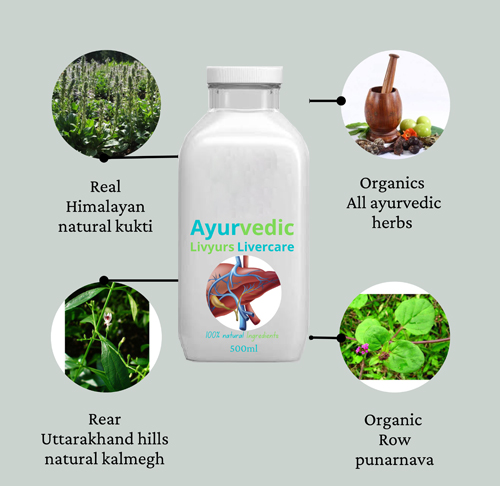 Real
Himalayan
natural kukti
Organics
All ayurvedic
herbs
Ayurvedic
Livyurs Livercare
100% natural Ingredients
500ml
Rear
Uttarakhand hills
natural kalmegh
Organic
Row
punarnava